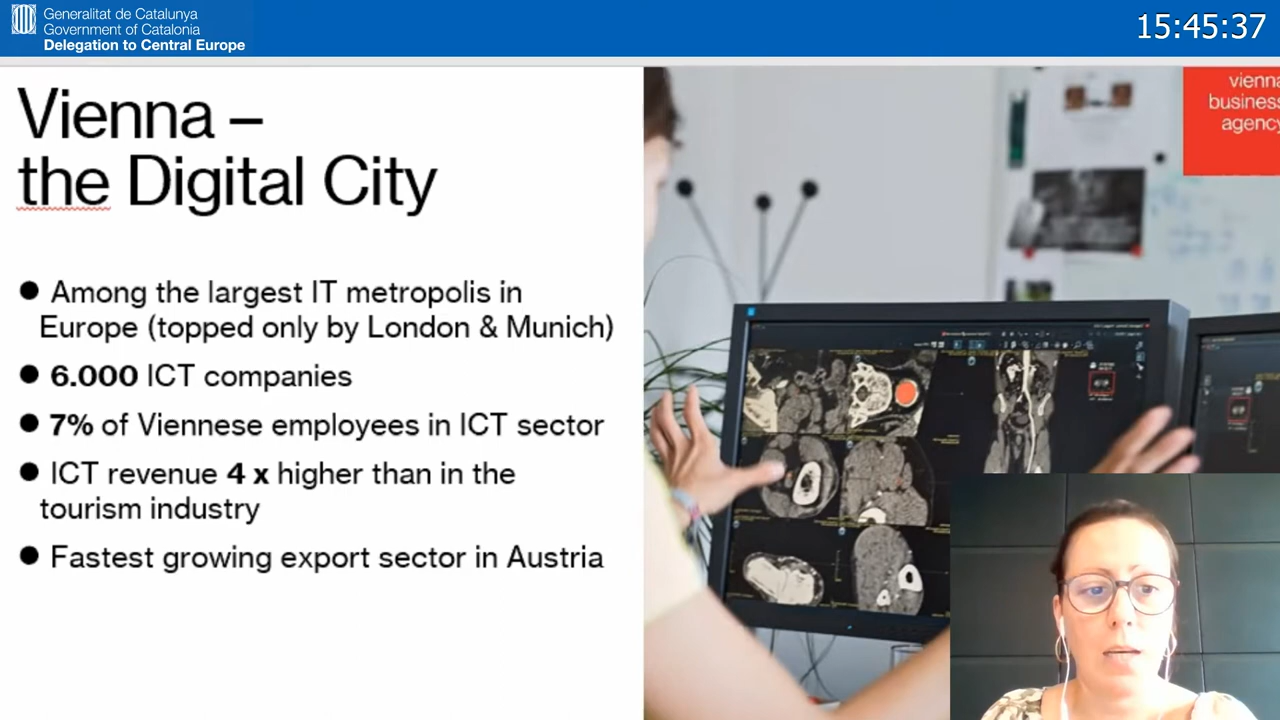 Generalitat de Catalunya
Government of Catalonia
Delegation to Central Europe
15:45:37
Vienna –
the Digital City
vienna
business
agency
● Among the largest IT metropolis in
Europe (topped only by London & Munich)
● 6.000 ICT companies
● 7% of Viennese employees in ICT sector
● ICT revenue 4 x higher than in the
tourism industry
● Fastest growing export sector in Austria